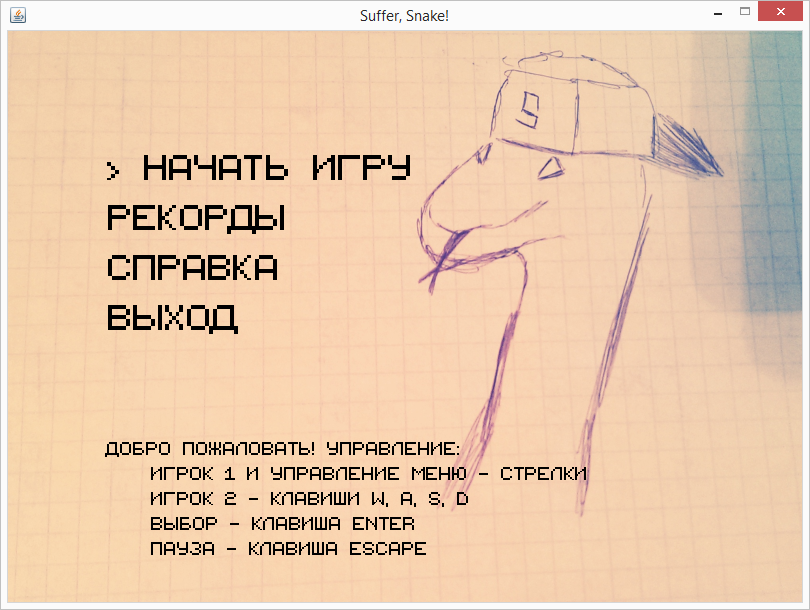 Suffer, Snake!
S
> НАЧАТЬ ИГРУ
РЕКОРДЫ
СПРАВКА
ВЫХОД
ДОБРО ПОЖАЛОВАТЬ! УПРАВЛЕНИЕ:
ИГРОК 1 И УПРАВЛЕНИЕ МЕНЮ - СТРЕЛКИ
ИГРОК 2 - КЛАВИШИ W, A, S, D
ВЫБОР - КЛАВИША ENTER
ПАУЗА - КЛАВИША ESCAPE